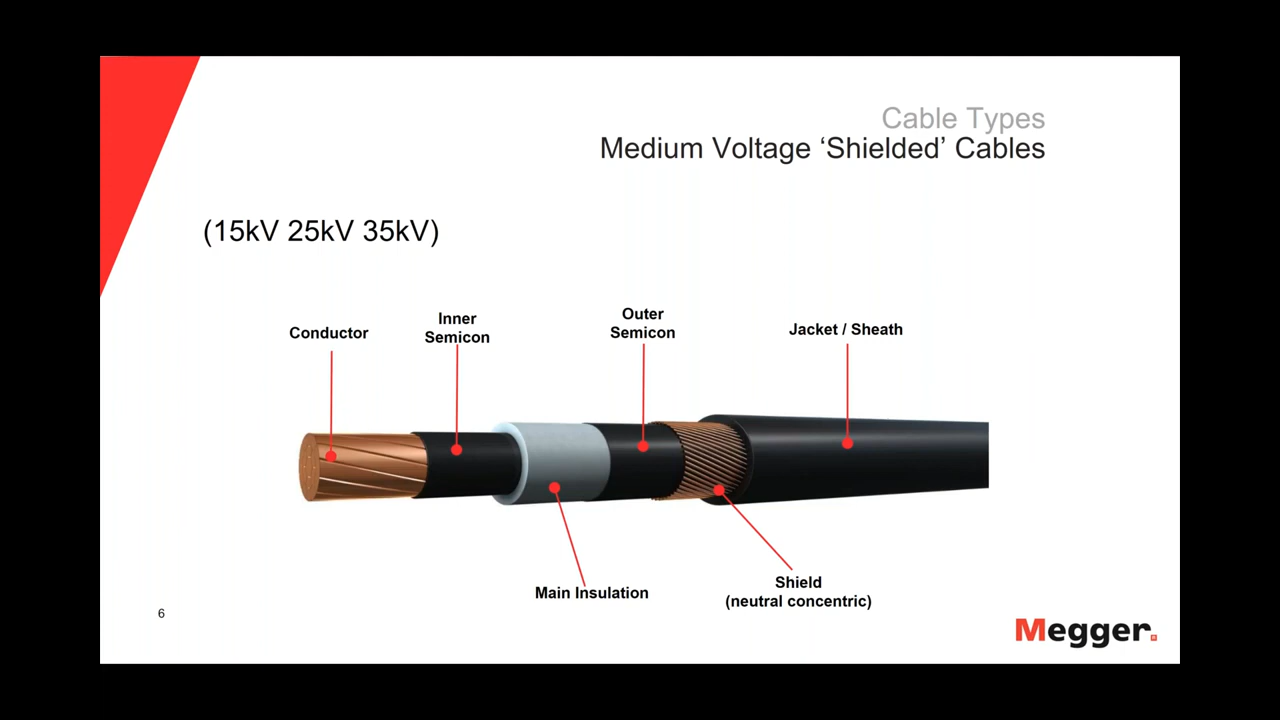 Cable Types
Medium Voltage ‘Shielded’ Cables
(15kV 25kV 35kV)
Conductor
Inner
Semicon
Outer
Semicon
Jacket / Sheath
Main Insulation
Shield
(neutral concentric)
6
Megger